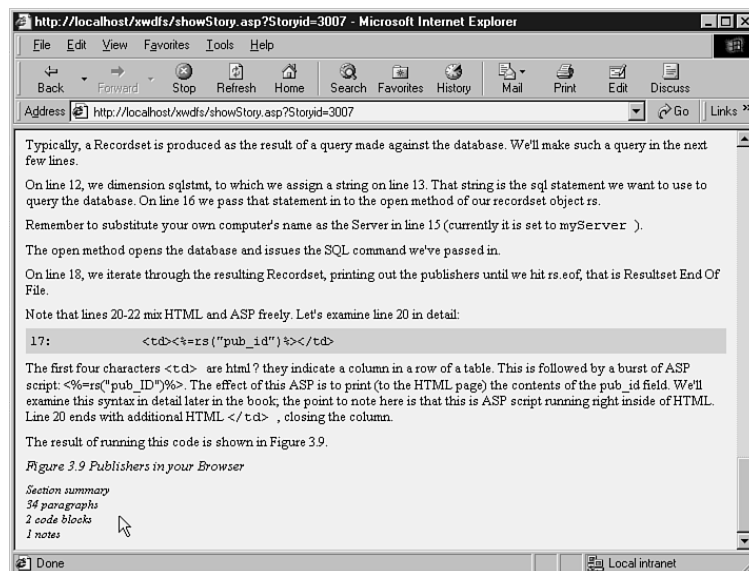 http://localhost/xwdfs/showStory.asp?Storyid=3007 - Microsoft Internet Explorer
File Edit View Favorites Tools Help
Back Forward Stop Refresh Home Search Favorites History Mail Print Edit Discuss
Address http://localhost/xwdfs/showStory.asp?Storyid=3007 Go Links »
Typically, a Recordset is produced as the result of a query made against the database. We'll make such a query in the next
few lines.
On line 12, we dimension sqlstmt, to which we assign a string on line 13. That string is the sql statement we want to use to
query the database. On line 16 we pass that statement in to the open method of our recordset object rs.
Remember to substitute your own computer's name as the Server in line 15 (currently it is set to myServer ).
The open method opens the database and issues the SQL command we've passed in.
On line 18, we iterate through the resulting Recordset, printing out the publishers until we hit rs.eof, that is Resultset End Of
File.
Note that lines 20-22 mix HTML and ASP freely. Let's examine line 20 in detail:
17: <td><%=rs("pub_id")%></td>
The first four characters <td> are html ? they indicate a column in a row of a table. This is followed by a burst of ASP
script: <%=rs("pub_ID")%>. The effect of this ASP is to print (to the HTML page) the contents of the pub_id field. We'll
examine this syntax in detail later in the book; the point to note here is that this is ASP script running right inside of HTML.
Line 20 ends with additional HTML </td> , closing the column.
The result of running this code is shown in Figure 3.9.
Figure 3.9 Publishers in your Browser
Section summary
34 paragraphs
2 code blocks
1 notes
Done Local intranet